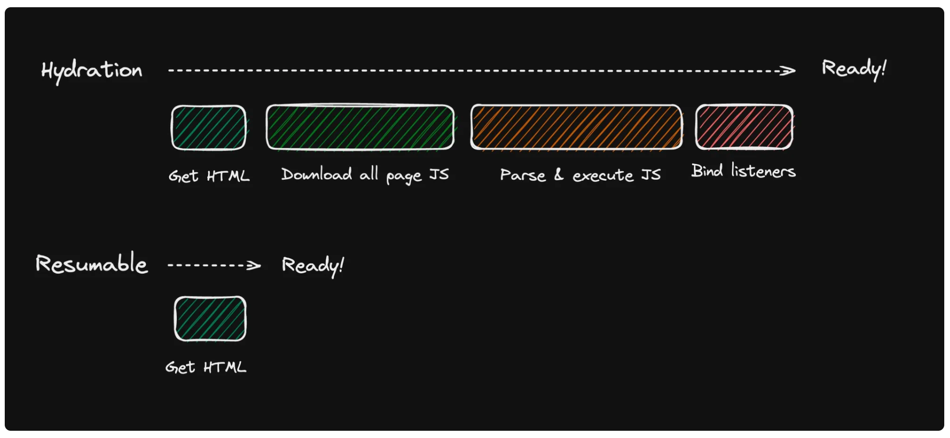 Hydration
Ready!
Get HTML
Download all page JS
Parse & execute JS
Bind listeners
Resumable
Ready!
Get HTML